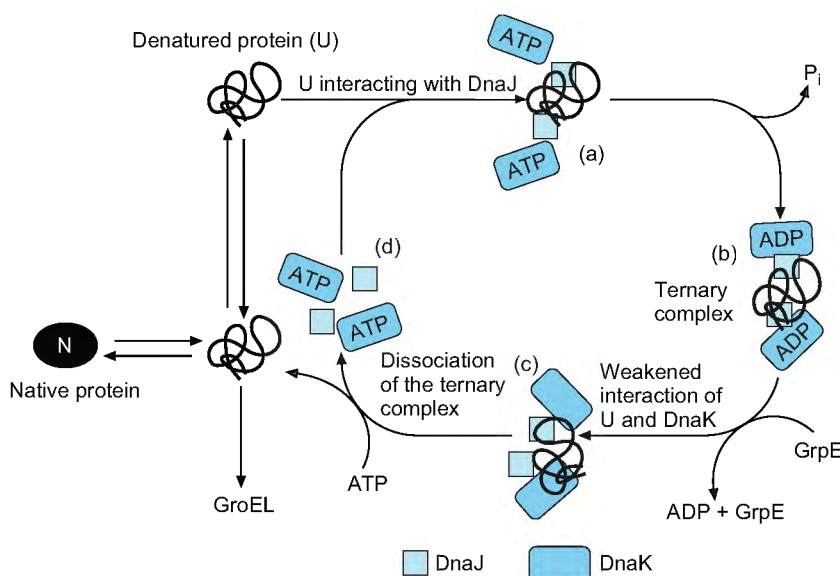 Denatured protein (U)
ATP
U interacting with DnaJ
Pi
ATP
(a)
(d)
ATP
ATP
(b)
ADP
Ternary
complex
ADP
N
Native protein
Dissociation
of the ternary
complex
(c)
Weakened
interaction of
U and DnaK
GrpE
GroEL
ATP
ADP + GrpE
DnaJ
DnaK